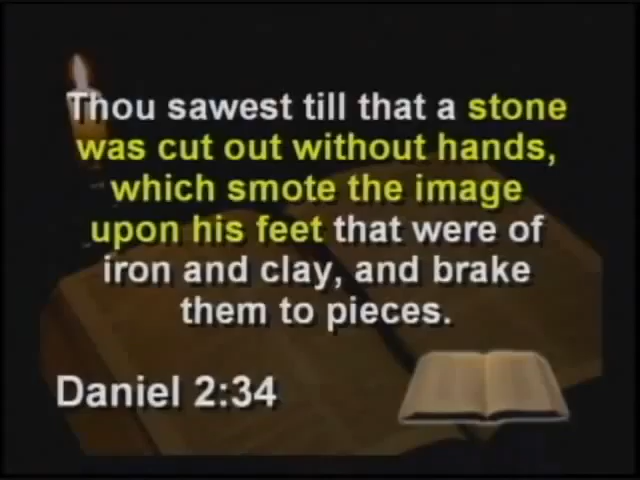 Thou sawest till that a stone
was cut out without hands,
which smote the image
upon his feet that were of
iron and clay, and brake
them to pieces.
Daniel 2:34